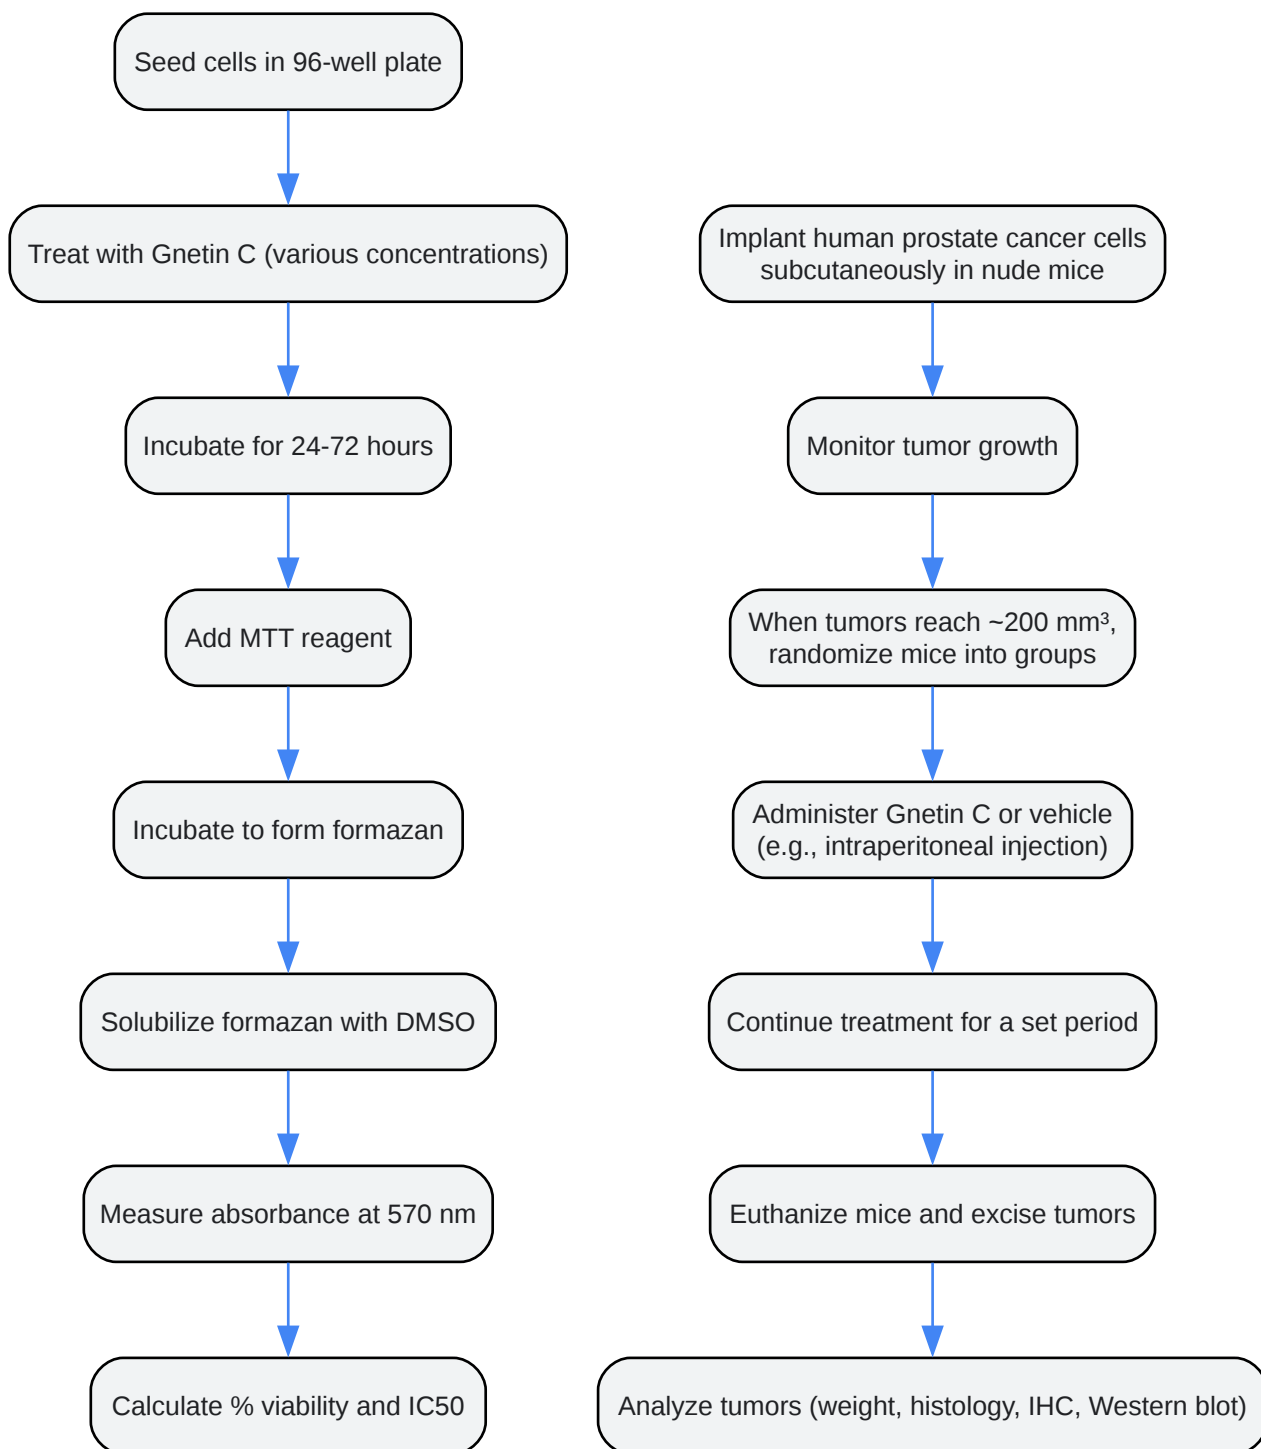 Seed cells in 96-well plate
Treat with Gnetin C (various concentrations)
Incubate for 24-72 hours
Add MTT reagent
Incubate to form formazan
Solubilize formazan with DMSO
Measure absorbance at 570 nm
Calculate % viability and IC50
Implant human prostate cancer cells
subcutaneously in nude mice
Monitor tumor growth
When tumors reach ~200 mm³,
randomize mice into groups
Administer Gnetin C or vehicle
(e.g., intraperitoneal injection)
Continue treatment for a set period
Euthanize mice and excise tumors
Analyze tumors (weight, histology, IHC, Western blot)